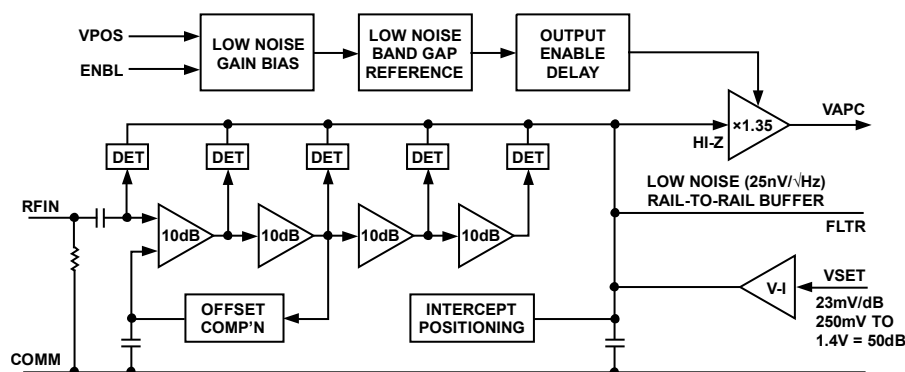 VPOS
ENBL
LOW NOISE
GAIN BIAS
LOW NOISE
BAND GAP
REFERENCE
OUTPUT
ENABLE
DELAY
×1.35
VAPC
HI-Z
DET
DET
DET
DET
DET
LOW NOISE (25nV/√Hz)
RAIL-TO-RAIL BUFFER
FLTR
RFIN
10dB
10dB
10dB
10dB
V-I
VSET
23mV/dB
250mV TO
1.4V = 50dB
OFFSET
COMP'N
INTERCEPT
POSITIONING
COMM